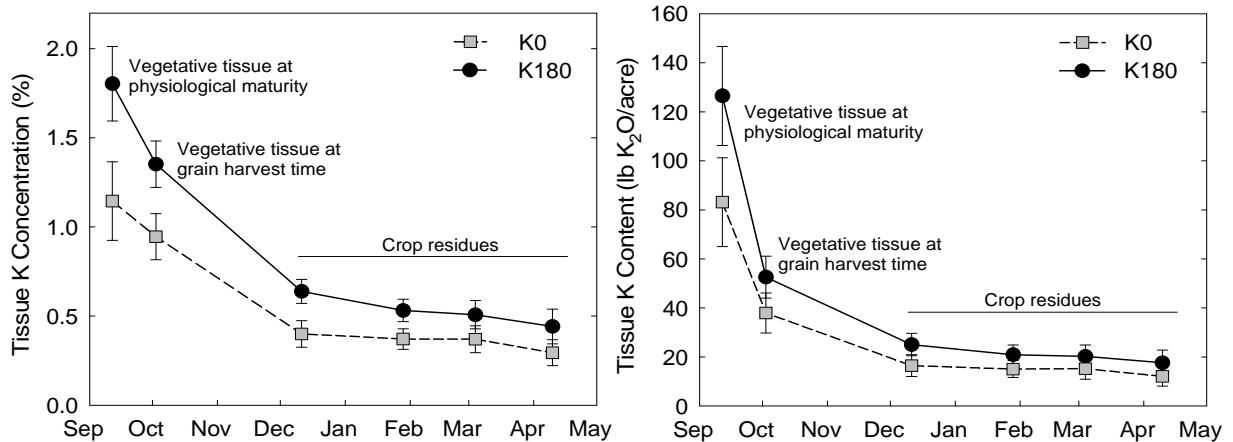 Tissue K Concentration (%)
2.0
1.5
1.0
0.5
0.0
K0
K180
Vegetative tissue at
physiological maturity
Vegetative tissue at
grain harvest time
Crop residues
Sep Oct Nov Dec Jan Feb Mar Apr May
Tissue K Content (lb K₂O/acre)
160
140
120
100
80
60
40
20
0
K0
K180
Vegetative tissue at
physiological maturity
Vegetative tissue at
grain harvest time
Crop residues
Sep Oct Nov Dec Jan Feb Mar Apr May